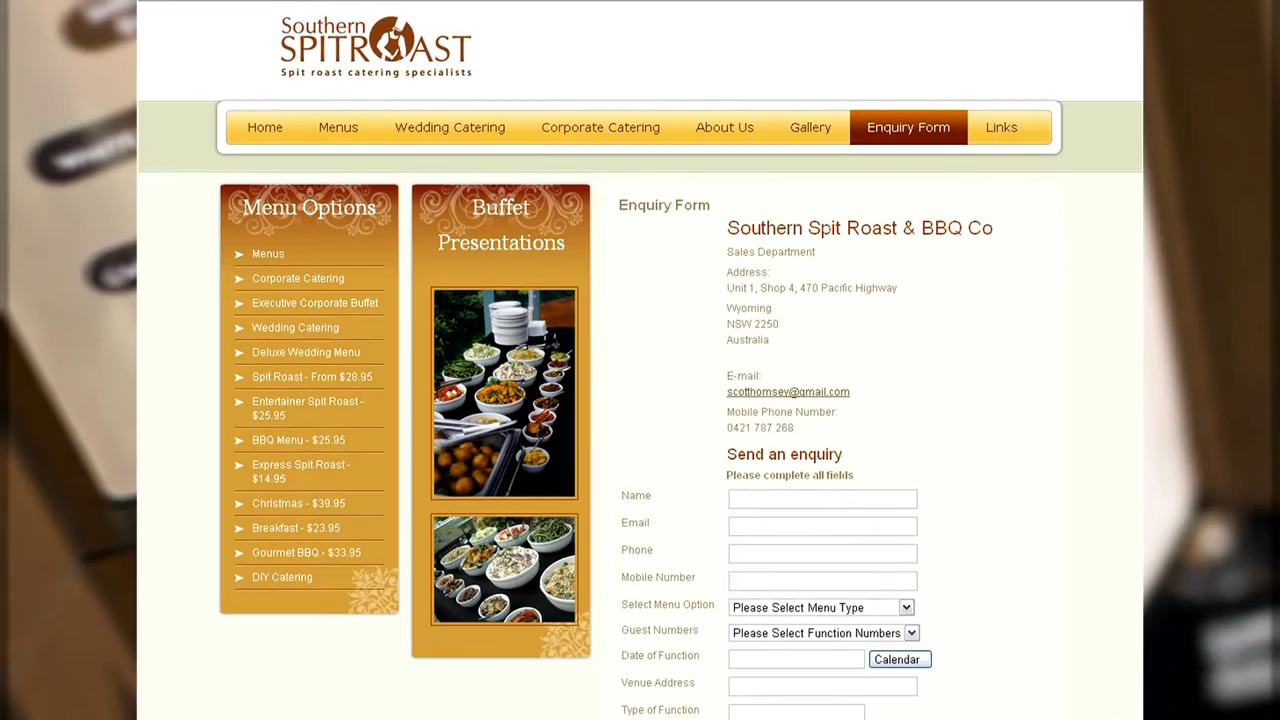 Southern
SPITROAST
Spit roast catering specialists
Home
Menus
Wedding Catering
Corporate Catering
About Us
Gallery
Enquiry Form
Links
Menu Options
Menus
Corporate Catering
Executive Corporate Buffet
Wedding Catering
Deluxe Wedding Menu
Spit Roast - From $28.95
Entertainer Spit Roast -
$25.95
BBQ Menu - $25.95
Express Spit Roast -
$14.95
Christmas - $39.95
Breakfast - $23.95
Gourmet BBQ - $33.95
DIY Catering
Buffet
Presentations
Enquiry Form
Southern Spit Roast & BBQ Co
Sales Department
Address:
Unit 1, Shop 4, 470 Pacific Highway
Wyoming
NSW 2250
Australia
E-mail:
scotthornsey@gmail.com
Mobile Phone Number:
0421 787 268
Send an enquiry
Please complete all fields
Name
Email
Phone
Mobile Number
Select Menu Option
Please Select Menu Type
Guest Numbers
Please Select Function Numbers
Date of Function
Calendar
Venue Address
Type of Function